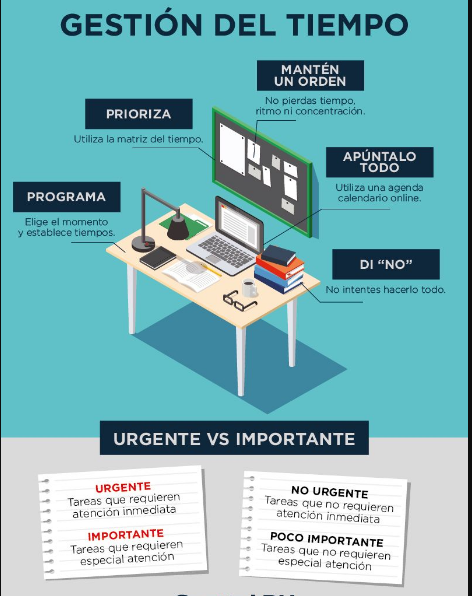 GESTIÓN DEL TIEMPO
MANTÉN
UN ORDEN
No pierdas tiempo,
ritmo ni concentración.
PRIORIZA
Utiliza la matriz del tiempo.
APÚNTALO
TODO
Utiliza una agenda
calendario online.
PROGRAMA
Elige el momento
y establece tiempos.
DI “NO”
No intentes hacerlo todo.
URGENTE VS IMPORTANTE
URGENTE
Tareas que requieren
atención inmediata
IMPORTANTE
Tareas que requieren
especial atención
NO URGENTE
Tareas que no requieren
atención inmediata
POCO IMPORTANTE
Tareas que no requieren
especial atención